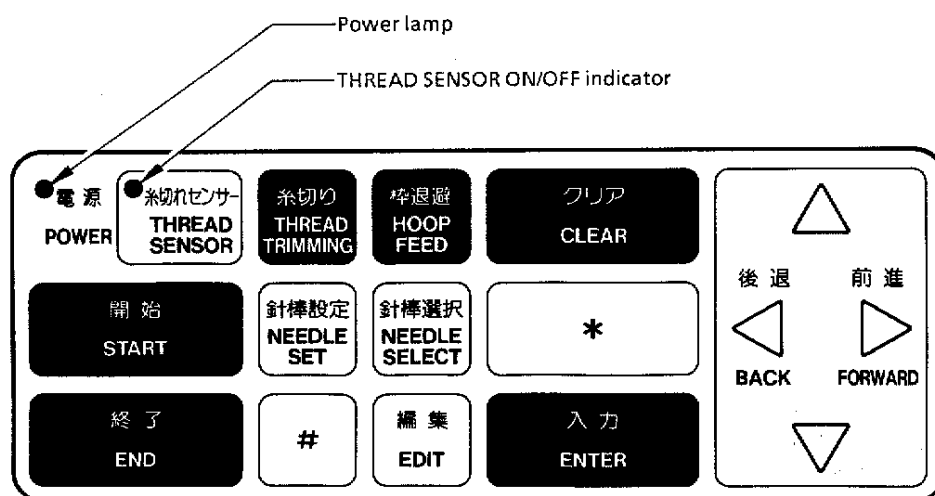 Power lamp
THREAD SENSOR ON/OFF indicator
電源
POWER
糸切れセンサー
THREAD
SENSOR
糸切り
THREAD
TRIMMING
枠退避
HOOP
FEED
クリア
CLEAR
開始
START
針棒設定
NEEDLE
SET
針棒選択
NEEDLE
SELECT
*
後退
前進
BACK
FORWARD
終了
END
#
編集
EDIT
入力
ENTER